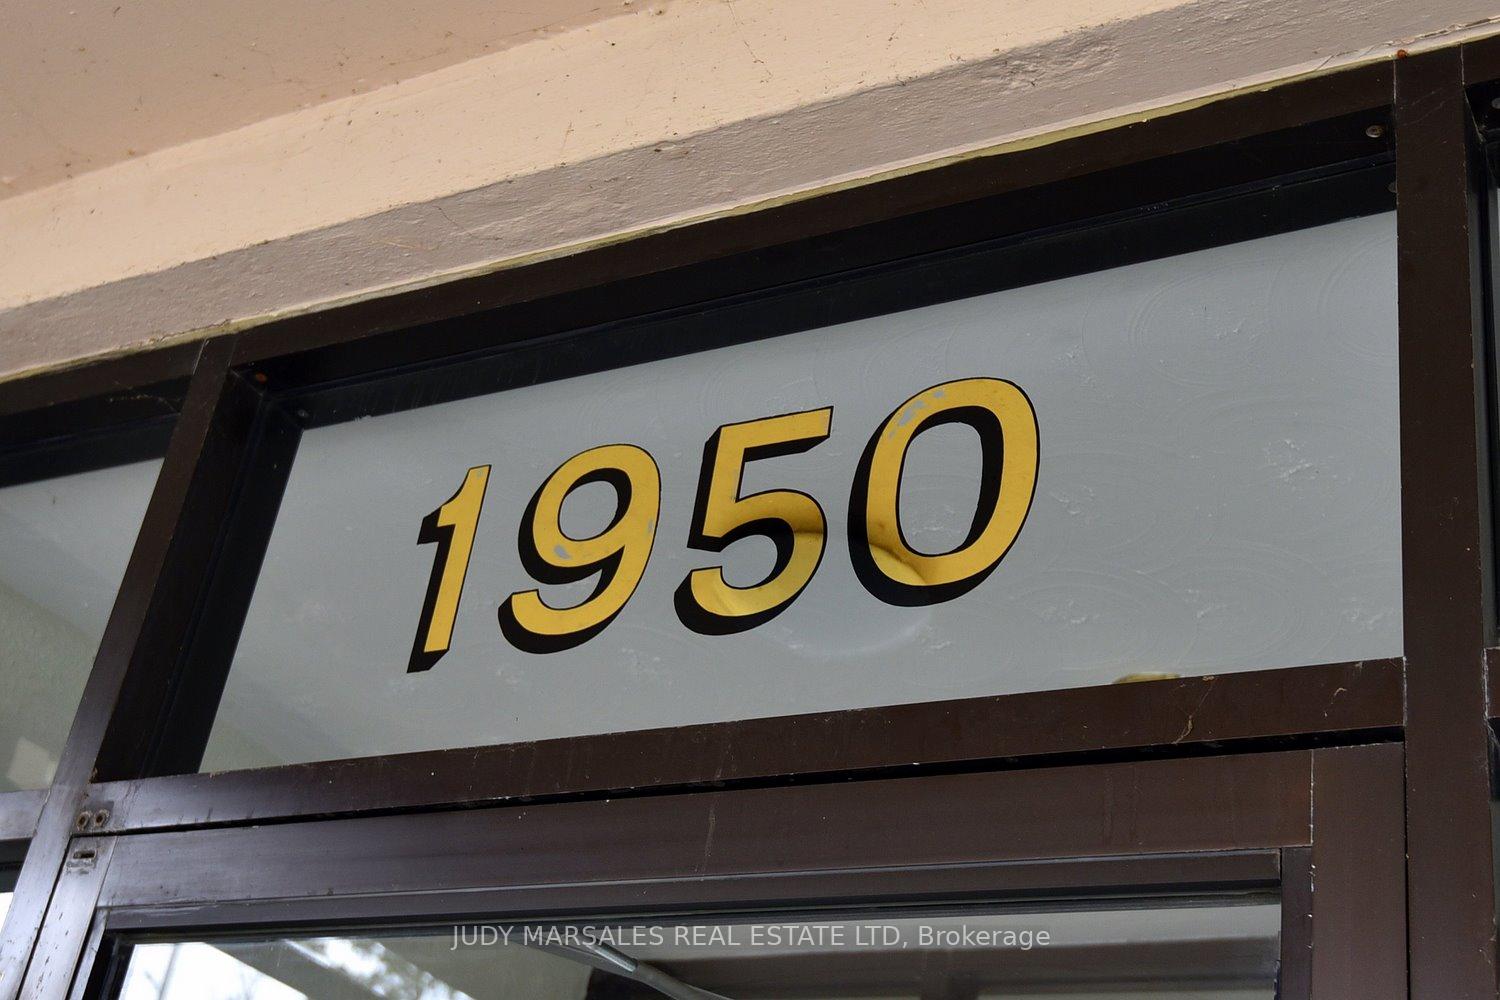 1950
JUDY MARSALES REAL ESTATE LTD, Brokerage